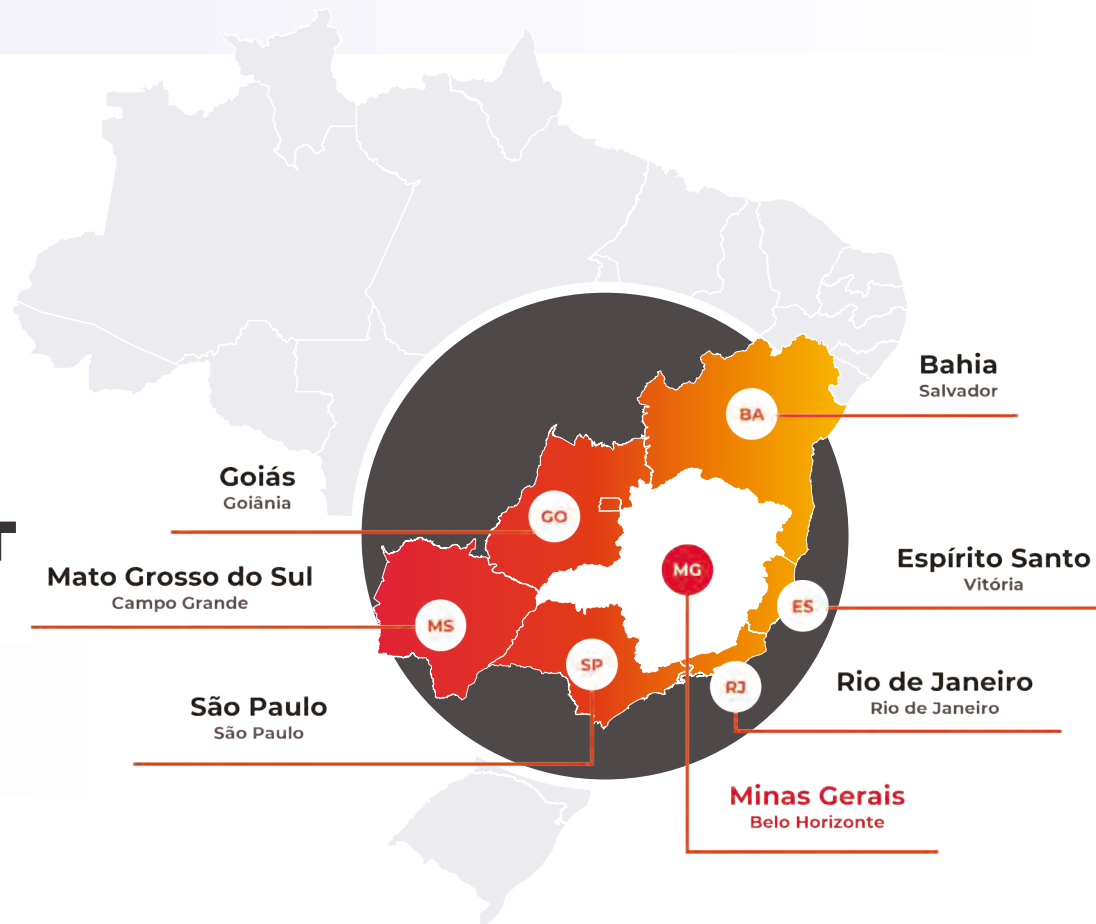 Bahia
Salvador
BA
Goiás
Goiânia
GO
T
Espírito Santo
Vitória
MG
Mato Grosso do Sul
Campo Grande
ES
MS
SP
Rio de Janeiro
Rio de Janeiro
RJ
São Paulo
São Paulo
Minas Gerais
Belo Horizonte